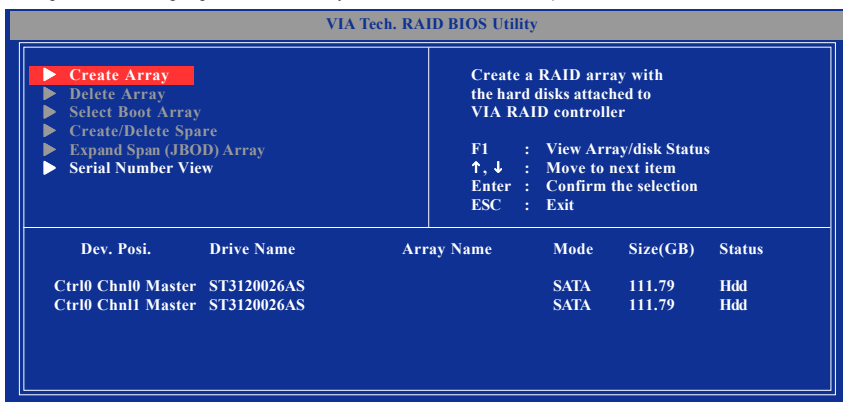 VIA Tech. RAID BIOS Utility
Create Array
Delete Array
Select Boot Array
Create/Delete Spare
Expand Span (JBOD) Array
Serial Number View
Create a RAID array with
the hard disks attached to
VIA RAID controller
F1 : View Array/disk Status
↑, ↓ : Move to next item
Enter : Confirm the selection
ESC : Exit
Dev. Posi. Drive Name Array Name Mode Size(GB) Status
Ctrl0 Chnl0 Master ST3120026AS SATA 111.79 Hdd
Ctrl0 Chnl1 Master ST3120026AS SATA 111.79 Hdd